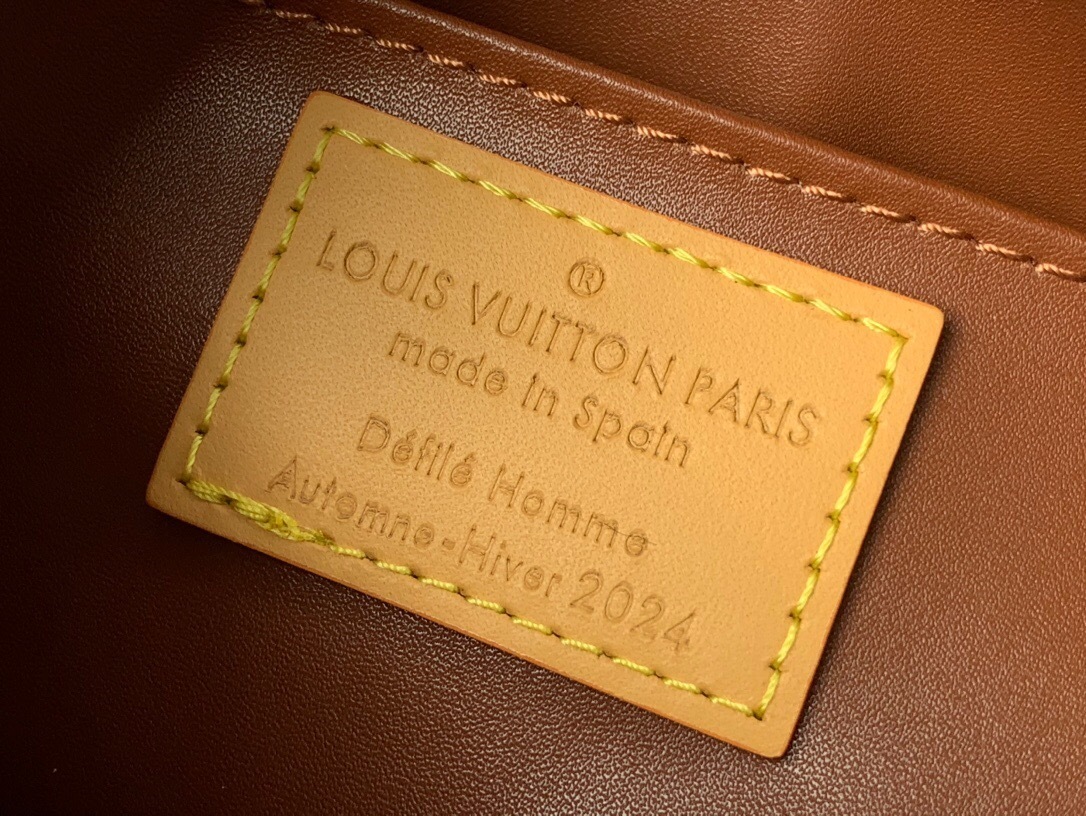 ®
LOUIS VUITTON PARIS
made in Spain
Défilé Homme
Automne-Hiver 2024